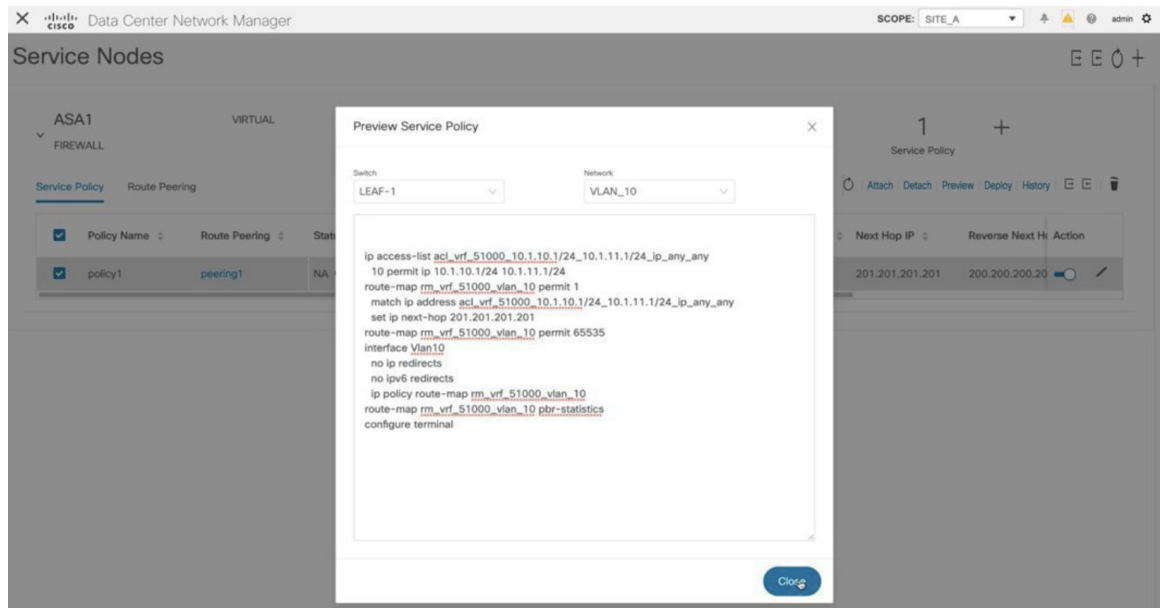 cisco Data Center Network Manager
SCOPE: SITE_A
admin
Service Nodes
ASA1
VIRTUAL
FIREWALL
1
Service Policy
Service Policy Route Peering
Attach Detach Preview Deploy History
Policy Name Route Peering Next Hop IP Action
policy1 peering1 NA 201.201.201.201 200.200.200.20
Preview Service Policy
Switch Network
LEAF-1 VLAN_10
ip access-list acl_vrf_51000_10.1.10.1/24_10.1.11.1/24_ip_any_any
10 permit ip 10.1.10.1/24 10.1.11.1/24
route-map rm_vrf_51000_vlan_10 permit 1
match ip address acl_vrf_51000_10.1.10.1/24_10.1.11.1/24_ip_any_any
set ip next-hop 201.201.201.201
route-map rm_vrf_51000_vlan_10 permit 65535
interface Vlan10
no ip redirects
no ipv6 redirects
ip policy route-map rm_vrf_51000_vlan_10
route-map rm_vrf_51000_vlan_10 pbr-statistics
configure terminal
Close